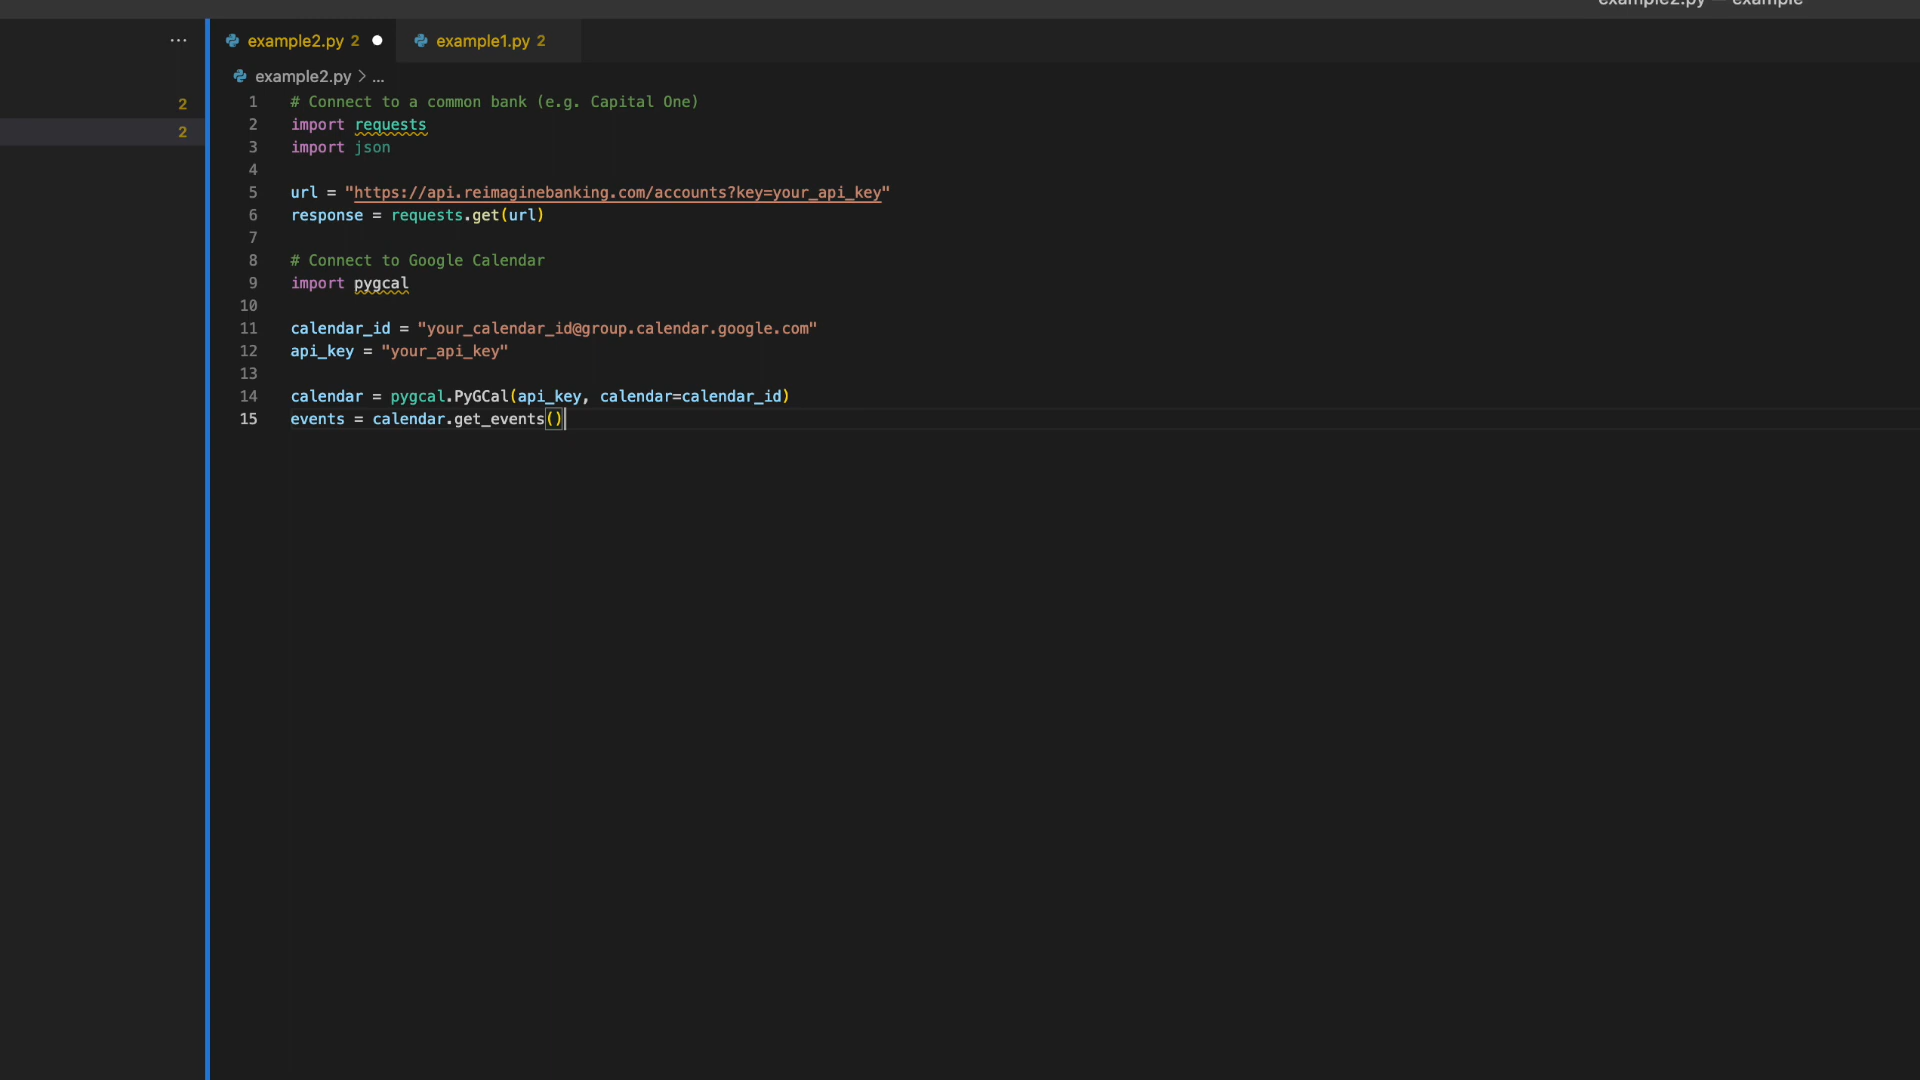 example2.py — example
...
example2.py 2
example1.py 2
example2.py > ...
2
2
1 # Connect to a common bank (e.g. Capital One)
2 import requests
3 import json
4
5 url = "https://api.reimaginebanking.com/accounts?key=your_api_key"
6 response = requests.get(url)
7
8 # Connect to Google Calendar
9 import pygcal
10
11 calendar_id = "your_calendar_id@group.calendar.google.com"
12 api_key = "your_api_key"
13
14 calendar = pygcal.PyGCal(api_key, calendar=calendar_id)
15 events = calendar.get_events()